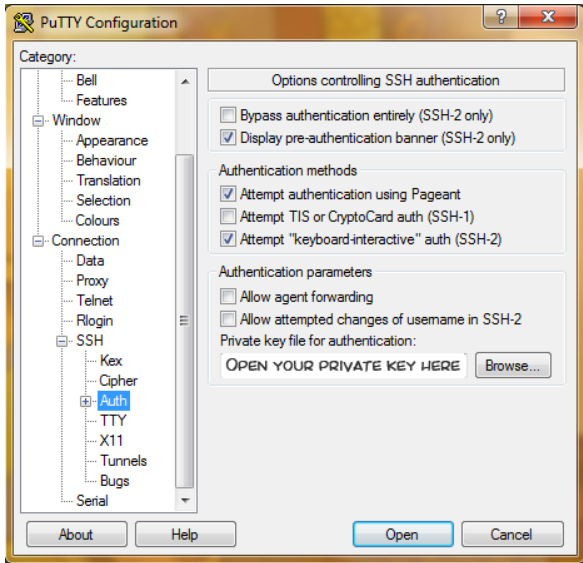 PuTTY Configuration
Category:
Bell
Features
Window
Appearance
Behaviour
Translation
Selection
Colours
Connection
Data
Proxy
Telnet
Rlogin
SSH
Kex
Cipher
Auth
TTY
X11
Tunnels
Bugs
Serial
Options controlling SSH authentication
Bypass authentication entirely (SSH-2 only)
Display pre-authentication banner (SSH-2 only)
Authentication methods
Attempt authentication using Pageant
Attempt TIS or CryptoCard auth (SSH-1)
Attempt "keyboard-interactive" auth (SSH-2)
Authentication parameters
Allow agent forwarding
Allow attempted changes of username in SSH-2
Private key file for authentication:
OPEN YOUR PRIVATE KEY HERE Browse...
About Help Open Cancel